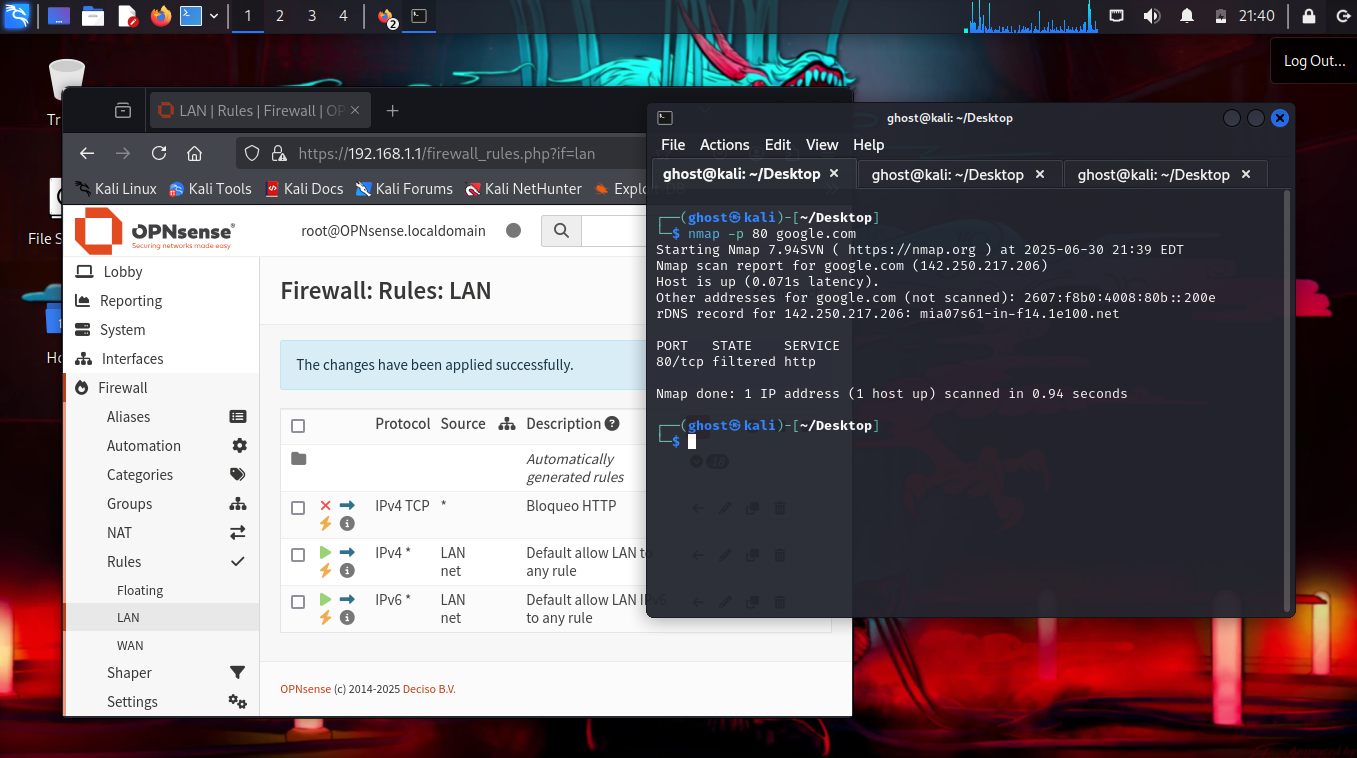 1 2 3 4 2 21:40
Log Out...
Tr
LAN | Rules | Firewall | OP
https://192.168.1.1/firewall_rules.php?if=lan
Kali Linux Kali Tools Kali Docs Kali Forums Kali NetHunter Explo
File S
OPNsense
Securing networks made easy
root@OPNsense.localdomain
Lobby
Reporting
System
Interfaces
Firewall
Aliases
Automation
Categories
Groups
NAT
Rules
Floating
LAN
WAN
Shaper
Settings
Ho
Firewall: Rules: LAN
The changes have been applied successfully.
Protocol Source Description
Automatically
generated rules
18
IPv4 TCP * Bloqueo HTTP
IPv4 * LAN Default allow LAN to
net any rule
IPv6 * LAN Default allow LAN IPv6
net to any rule
OPNsense (c) 2014-2025 Deciso B.V.
ghost@kali: ~/Desktop
File Actions Edit View Help
ghost@kali: ~/Desktop × ghost@kali: ~/Desktop × ghost@kali: ~/Desktop ×
┌──(ghost㉿kali)-[~/Desktop]
└─$ nmap -p 80 google.com
Starting Nmap 7.94SVN ( https://nmap.org ) at 2025-06-30 21:39 EDT
Nmap scan report for google.com (142.250.217.206)
Host is up (0.071s latency).
Other addresses for google.com (not scanned): 2607:f8b0:4008:80b::200e
rDNS record for 142.250.217.206: mia07s61-in-f14.1e100.net
PORT STATE SERVICE
80/tcp filtered http
Nmap done: 1 IP address (1 host up) scanned in 0.94 seconds
┌──(ghost㉿kali)-[~/Desktop]
└─$